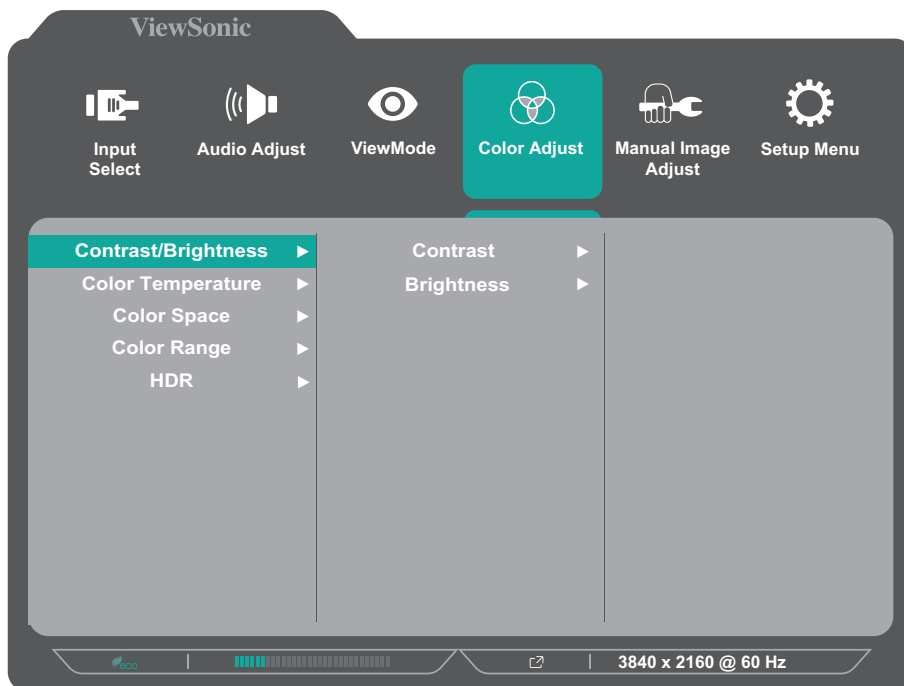 ViewSonic
Input
Select
Audio Adjust
ViewMode
Color Adjust
Manual Image
Adjust
Setup Menu
Contrast/Brightness
Color Temperature
Color Space
Color Range
HDR
Contrast
Brightness
eco
3840 x 2160 @ 60 Hz